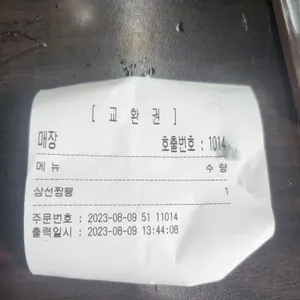 [ 교 환 권 ]
매장 호출번호 : 1014
메 뉴 수 량
삼선짬뽕 1
주문번호 : 2023-08-09 51 11014
출력일시 : 2023-08-09 13:44:08